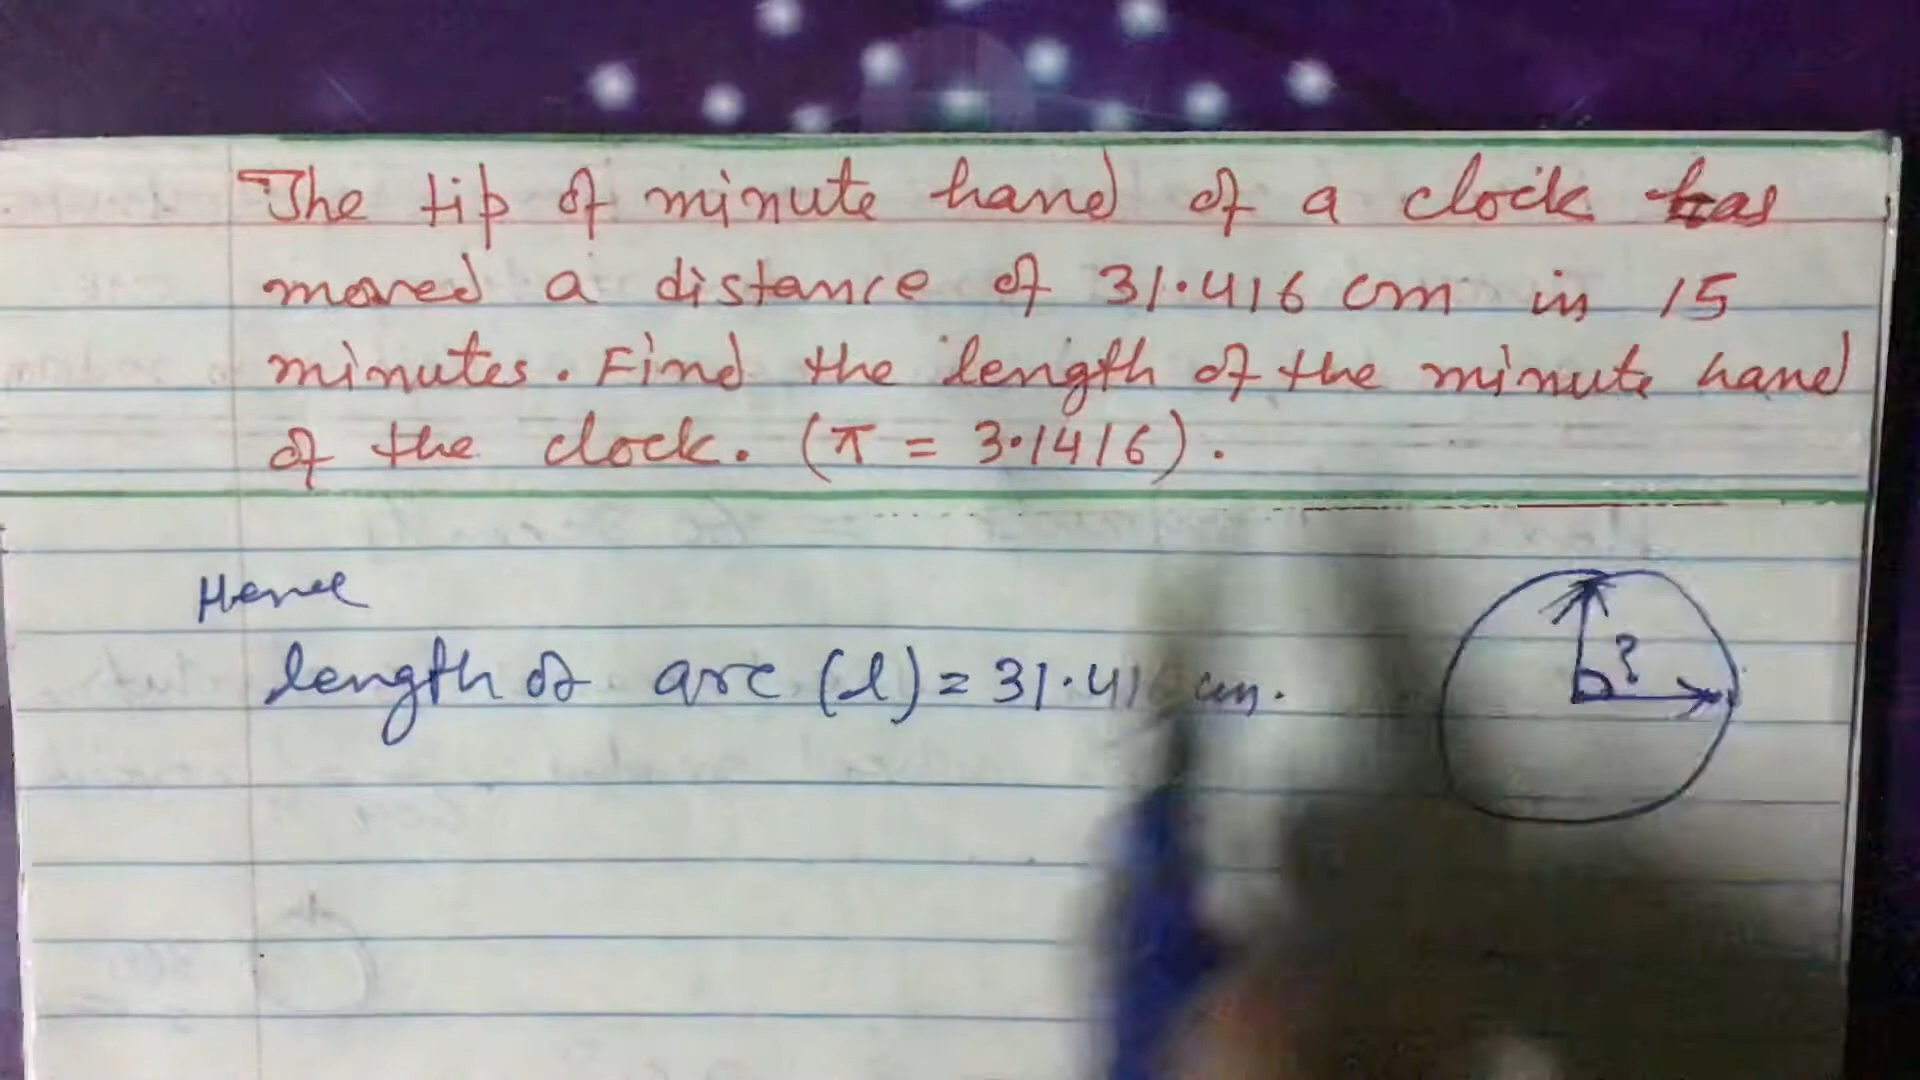 The tip of minute hand of a clock has
moved a distance of 31.416 cm in 15
minutes. Find the length of the minute hand
of the clock. (π = 3.1416).
Here
length of arc (l) = 31.416 cm.
?